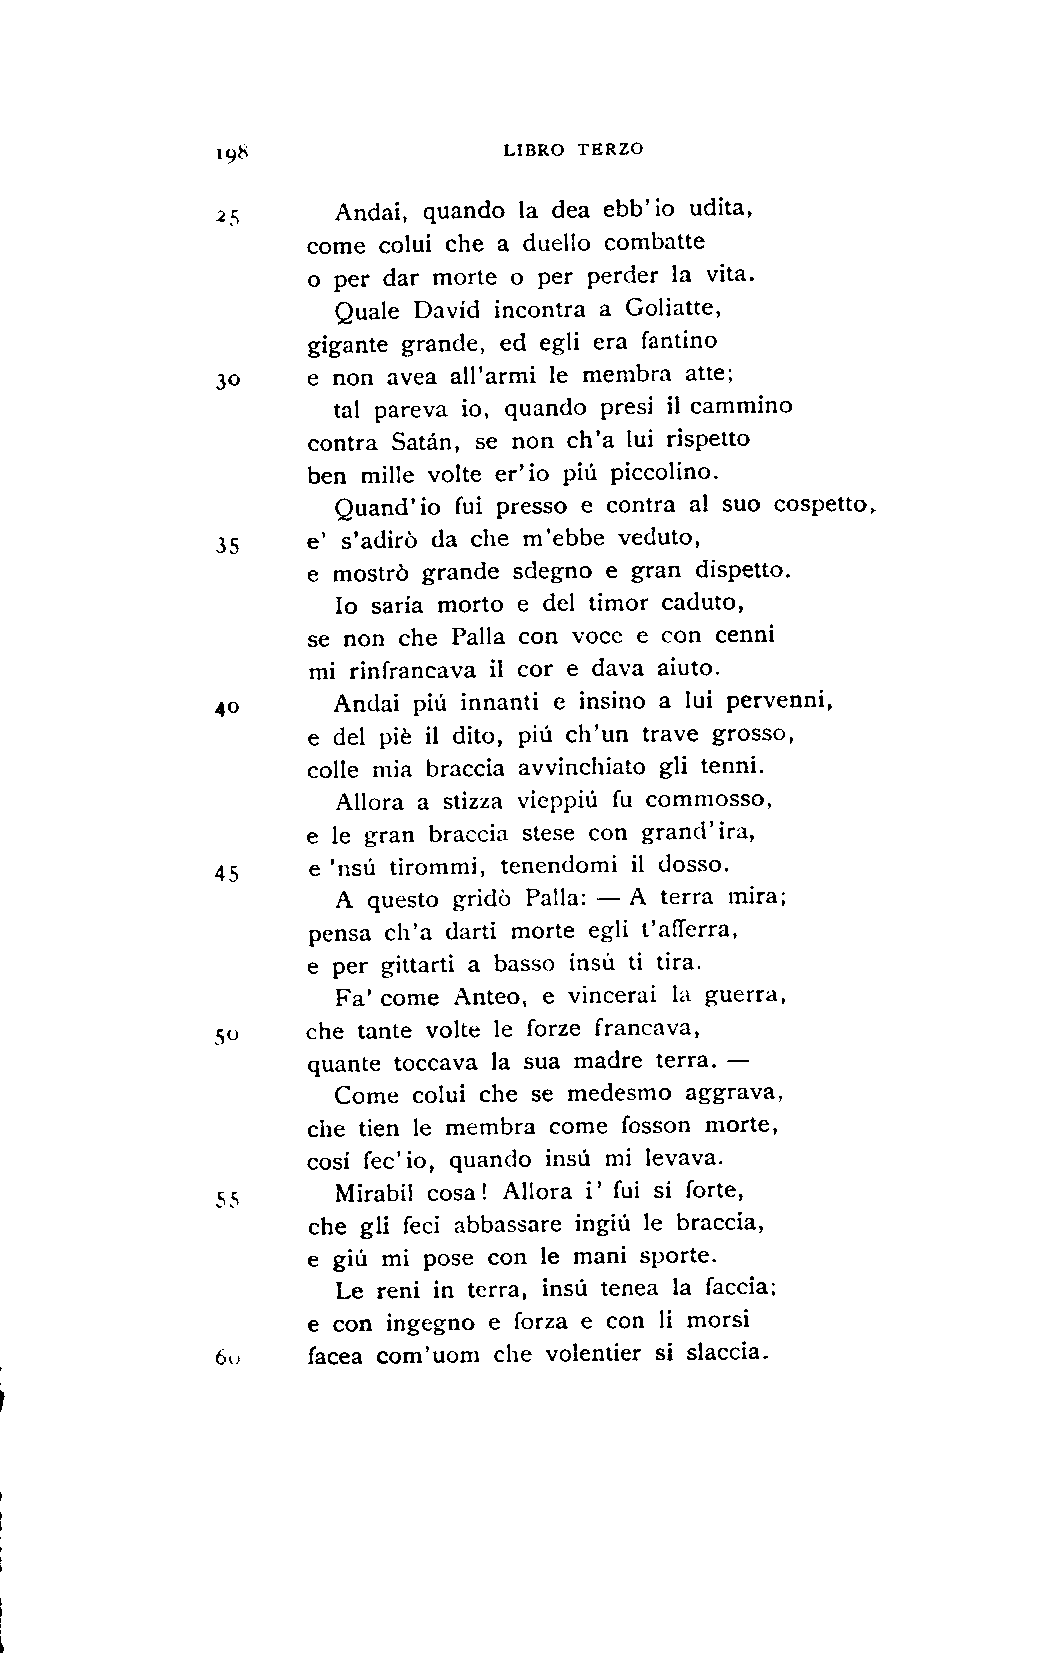 198 LIBRO TERZO
25 Andai, quando la dea ebb'io udita,
come colui che a duello combatte
o per dar morte o per perder la vita.
Quale Davíd incontra a Goliatte,
gigante grande, ed egli era fantino
30 e non avea all'armi le membra atte;
tal pareva io, quando presi il cammino
contra Satán, se non ch'a lui rispetto
ben mille volte er'io piú piccolino.
Quand'io fui presso e contra al suo cospetto,
35 e' s'adirò da che m'ebbe veduto,
e mostrò grande sdegno e gran dispetto.
Io saría morto e del timor caduto,
se non che Palla con voce e con cenni
mi rinfrancava il cor e dava aiuto.
40 Andai piú innanti e insino a lui pervenni,
e del piè il dito, piú ch'un trave grosso,
colle mia braccia avvinchiato gli tenni.
Allora a stizza vieppiú fu commosso,
e le gran braccia stese con grand'ira,
45 e 'nsú tirommi, tenendomi il dosso.
A questo gridò Palla: — A terra mira;
pensa ch'a darti morte egli t'afferra,
e per gittarti a basso insú ti tira.
Fa' come Anteo, e vincerai la guerra,
50 che tante volte le forze francava,
quante toccava la sua madre terra. —
Come colui che se medesmo aggrava,
che tien le membra come fosson morte,
cosí fec'io, quando insú mi levava.
55 Mirabil cosa! Allora i' fui si forte,
che gli feci abbassare ingiú le braccia,
e giú mi pose con le mani sporte.
Le reni in terra, insú tenea la faccia;
e con ingegno e forza e con li morsi
60 facea com'uom che volentier si slaccia.